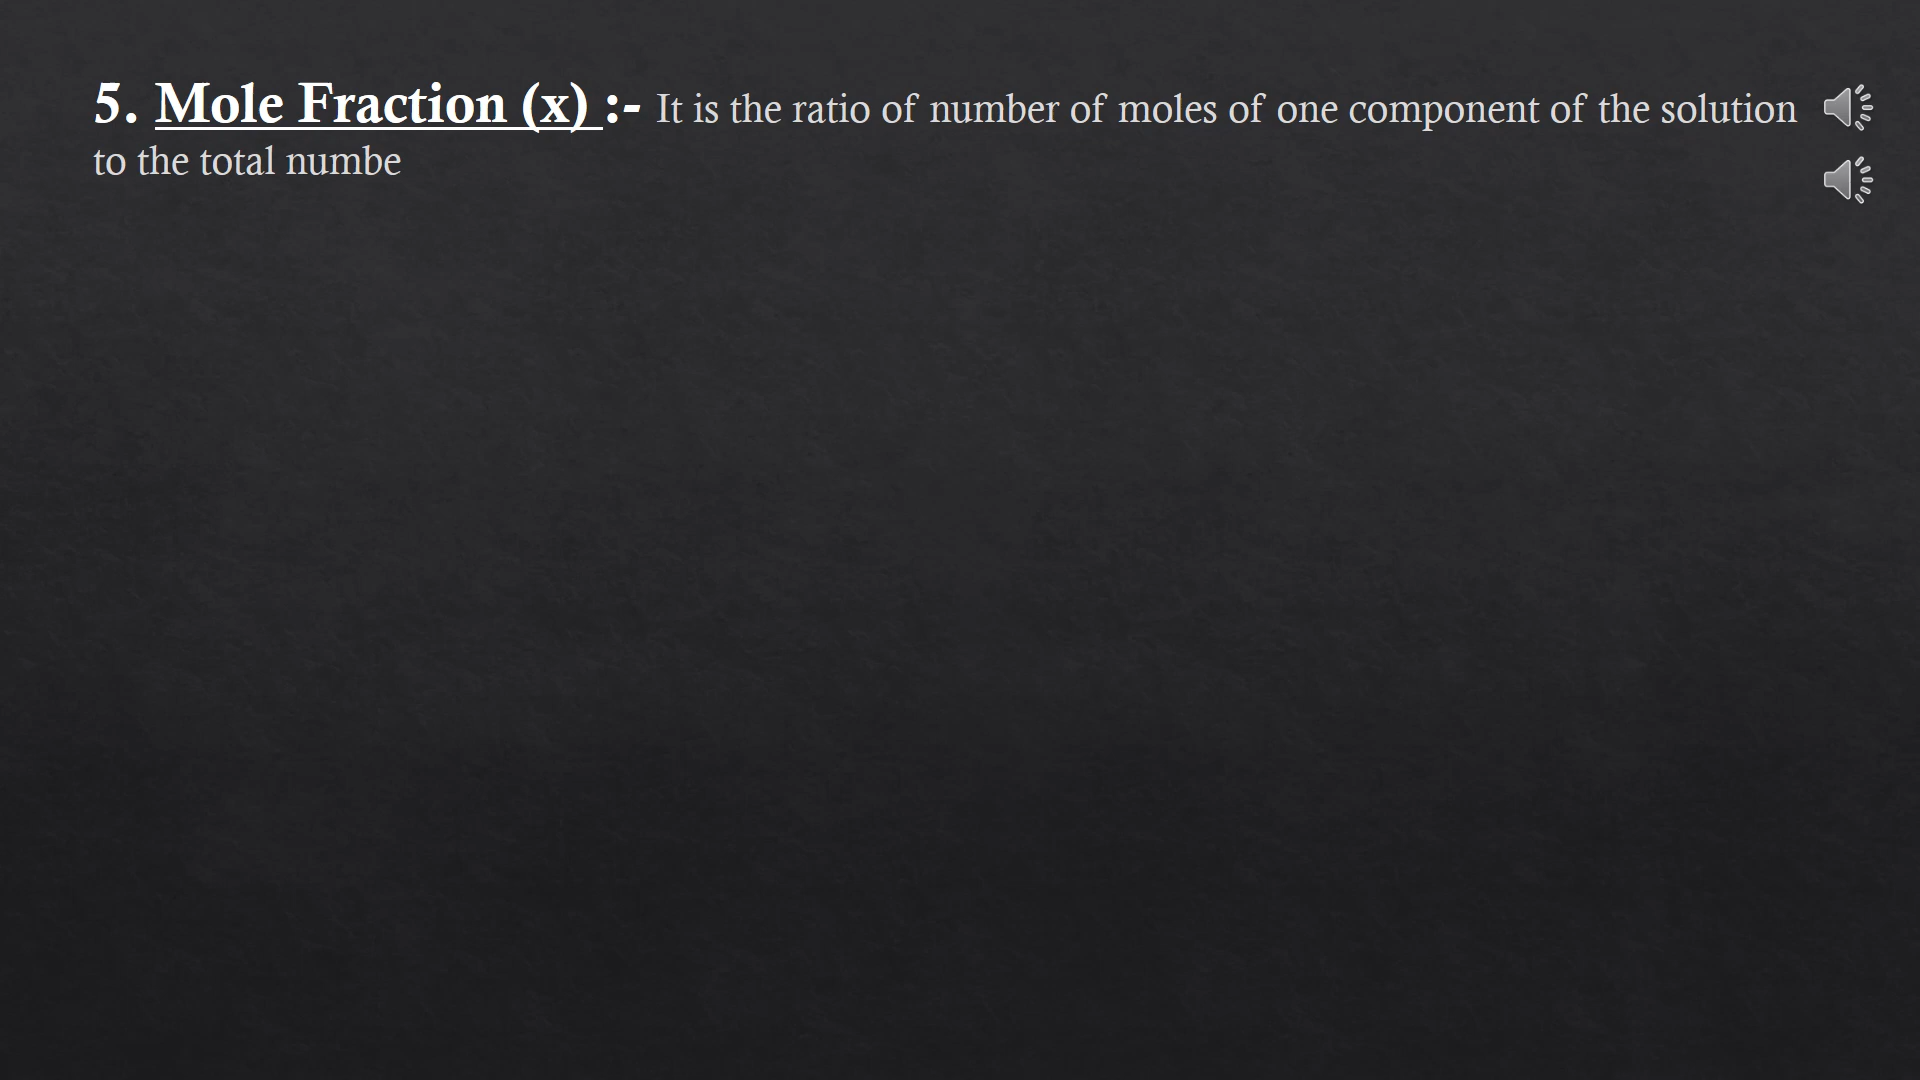 5. Mole Fraction (x) :- It is the ratio of number of moles of one component of the solution
to the total numbe